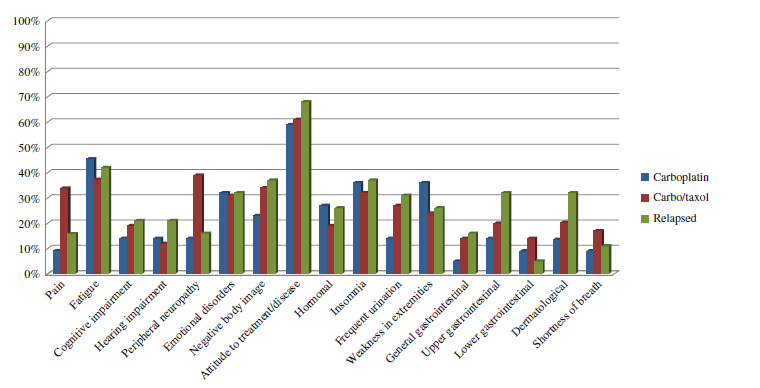 100%
90%
80%
70%
60%
50%
40%
30%
20%
10%
0%
Pain
Fatigue
Cognitive impairment
Hearing impairment
Peripheral neuropathy
Emotional disorders
Negative body image
Attitude to treatment/disease
Hormonal
Insomnia
Frequent urination
Weakness in extremities
General gastrointestinal
Upper gastrointestinal
Lower gastrointestinal
Dermatological
Shortness of breath
Carboplatin
Carbo/taxol
Relapsed